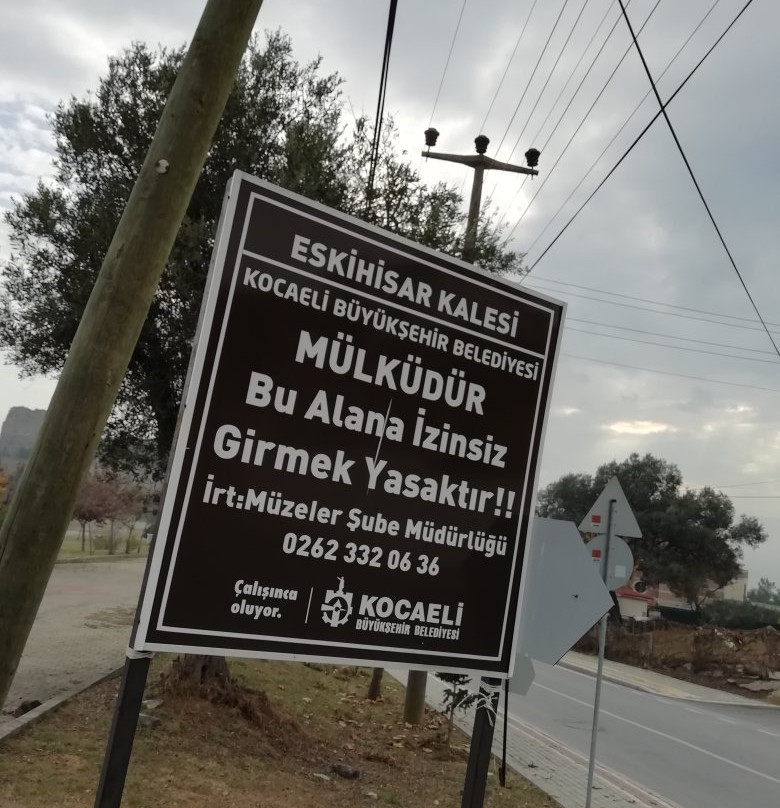 ESKİHİSAR KALESİ
KOCAELİ BÜYÜKŞEHİR BELEDİYESİ
MÜLKÜDÜR
Bu Alana İzinsiz
Girmek Yasaktır!!
İrt:Müzeler Şube Müdürlüğü
0262 332 06 36
Çalışınca
oluyor.
KOCAELİ
BÜYÜKŞEHİR BELEDİYESİ